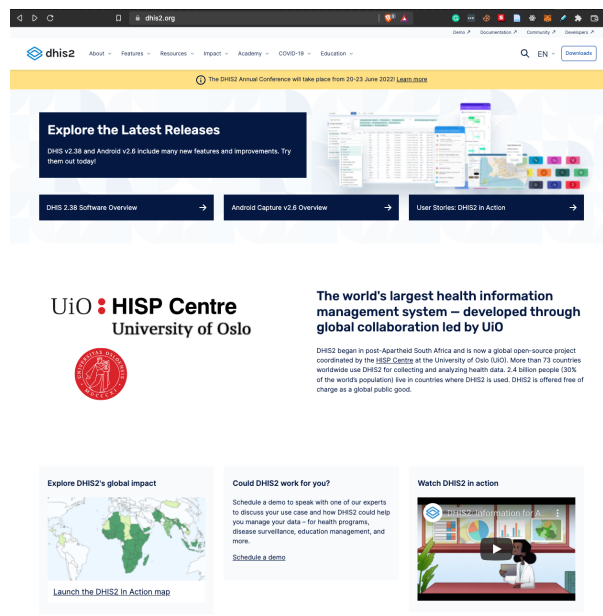 dhis2.org
Demo Documentation Community Developers
dhis2 About Features Resources Impact Academy COVID-19 Education EN Downloads
The DHIS2 Annual Conference will take place from 20-23 June 2022! Learn more
Explore the Latest Releases
DHIS v2.38 and Android v2.6 include many new features and improvements. Try
them out today!
DHIS 2.38 Software Overview
Android Capture v2.6 Overview
User Stories: DHIS2 in Action
UiO HISP Centre
University of Oslo
The world's largest health information
management system — developed through
global collaboration led by UiO
DHIS2 began in post-Apartheid South Africa and is now a global open-source project
coordinated by the HISP Centre at the University of Oslo (UiO). More than 73 countries
worldwide use DHIS2 for collecting and analyzing health data. 2.4 billion people (30%
of the world's population) live in countries where DHIS2 is used. DHIS2 is offered free of
charge as a global public good.
Explore DHIS2's global impact
Launch the DHIS2 In Action map
Could DHIS2 work for you?
Schedule a demo to speak with one of our experts
to discuss your use case and how DHIS2 could help
you manage your data – for health programs,
disease surveillance, education management, and
more.
Schedule a demo
Watch DHIS2 in action
DHIS2: Information for A...